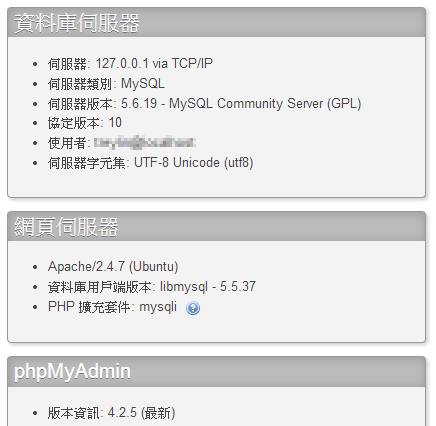 資料庫伺服器
伺服器: 127.0.0.1 via TCP/IP
伺服器類別: MySQL
伺服器版本: 5.6.19 - MySQL Community Server (GPL)
協定版本: 10
使用者:
伺服器字元集: UTF-8 Unicode (utf8)
網頁伺服器
Apache/2.4.7 (Ubuntu)
資料庫用戶端版本: libmysql - 5.5.37
PHP 擴充套件: mysqli ?
phpMyAdmin
版本資訊: 4.2.5 (最新)